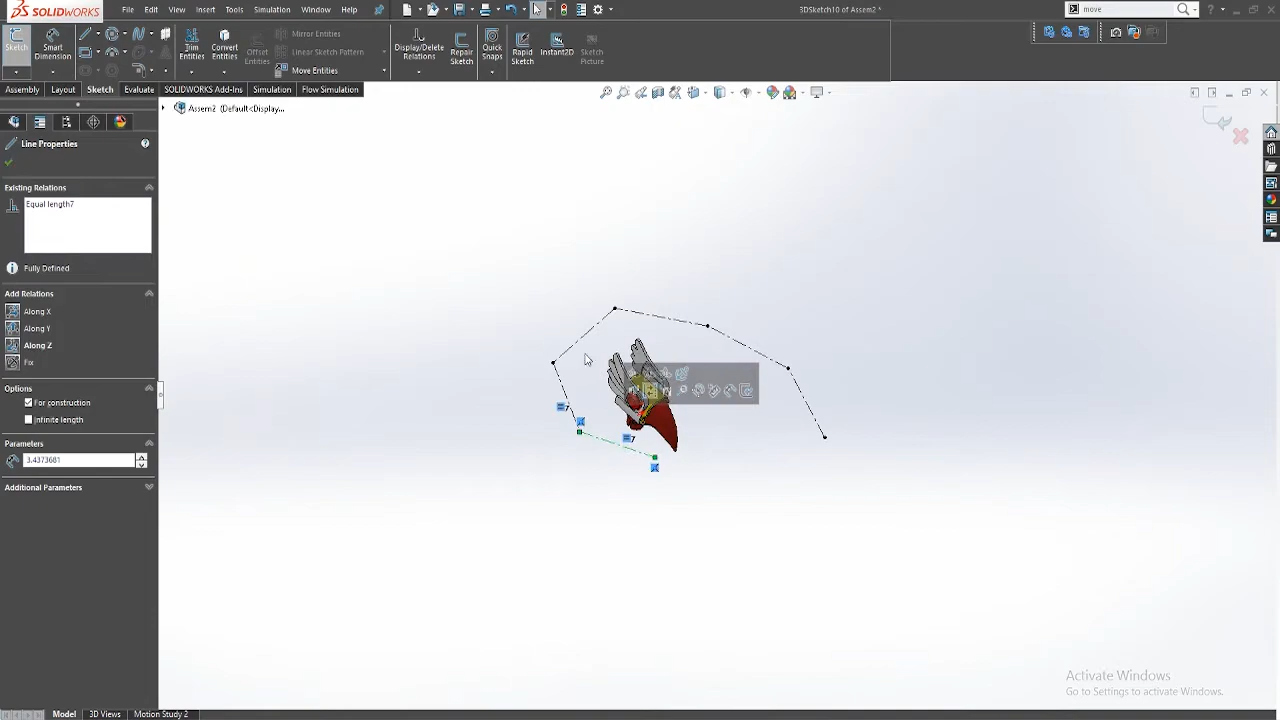 SOLIDWORKS
File
Edit
View
Insert
Tools
Simulation
Window
Help
3DSketch10 of Assem2 *
move
Sketch
Smart Dimension
Trim Entities
Convert Entities
Offset Entities
Mirror Entities
Linear Sketch Pattern
Move Entities
Display/Delete Relations
Repair Sketch
Quick Snaps
Rapid Sketch
Instant2D
Sketch Picture
Assembly
Layout
Sketch
Evaluate
SOLIDWORKS Add-Ins
Simulation
Flow Simulation
Assem2 (Default<Display...
Line Properties
Existing Relations
Equal length7
Fully Defined
Add Relations
Along X
Along Y
Along Z
Fix
Options
For construction
Infinite length
Parameters
3.4373681
Additional Parameters
7
7
Activate Windows
Go to Settings to activate Windows.
Model
3D Views
Motion Study 2